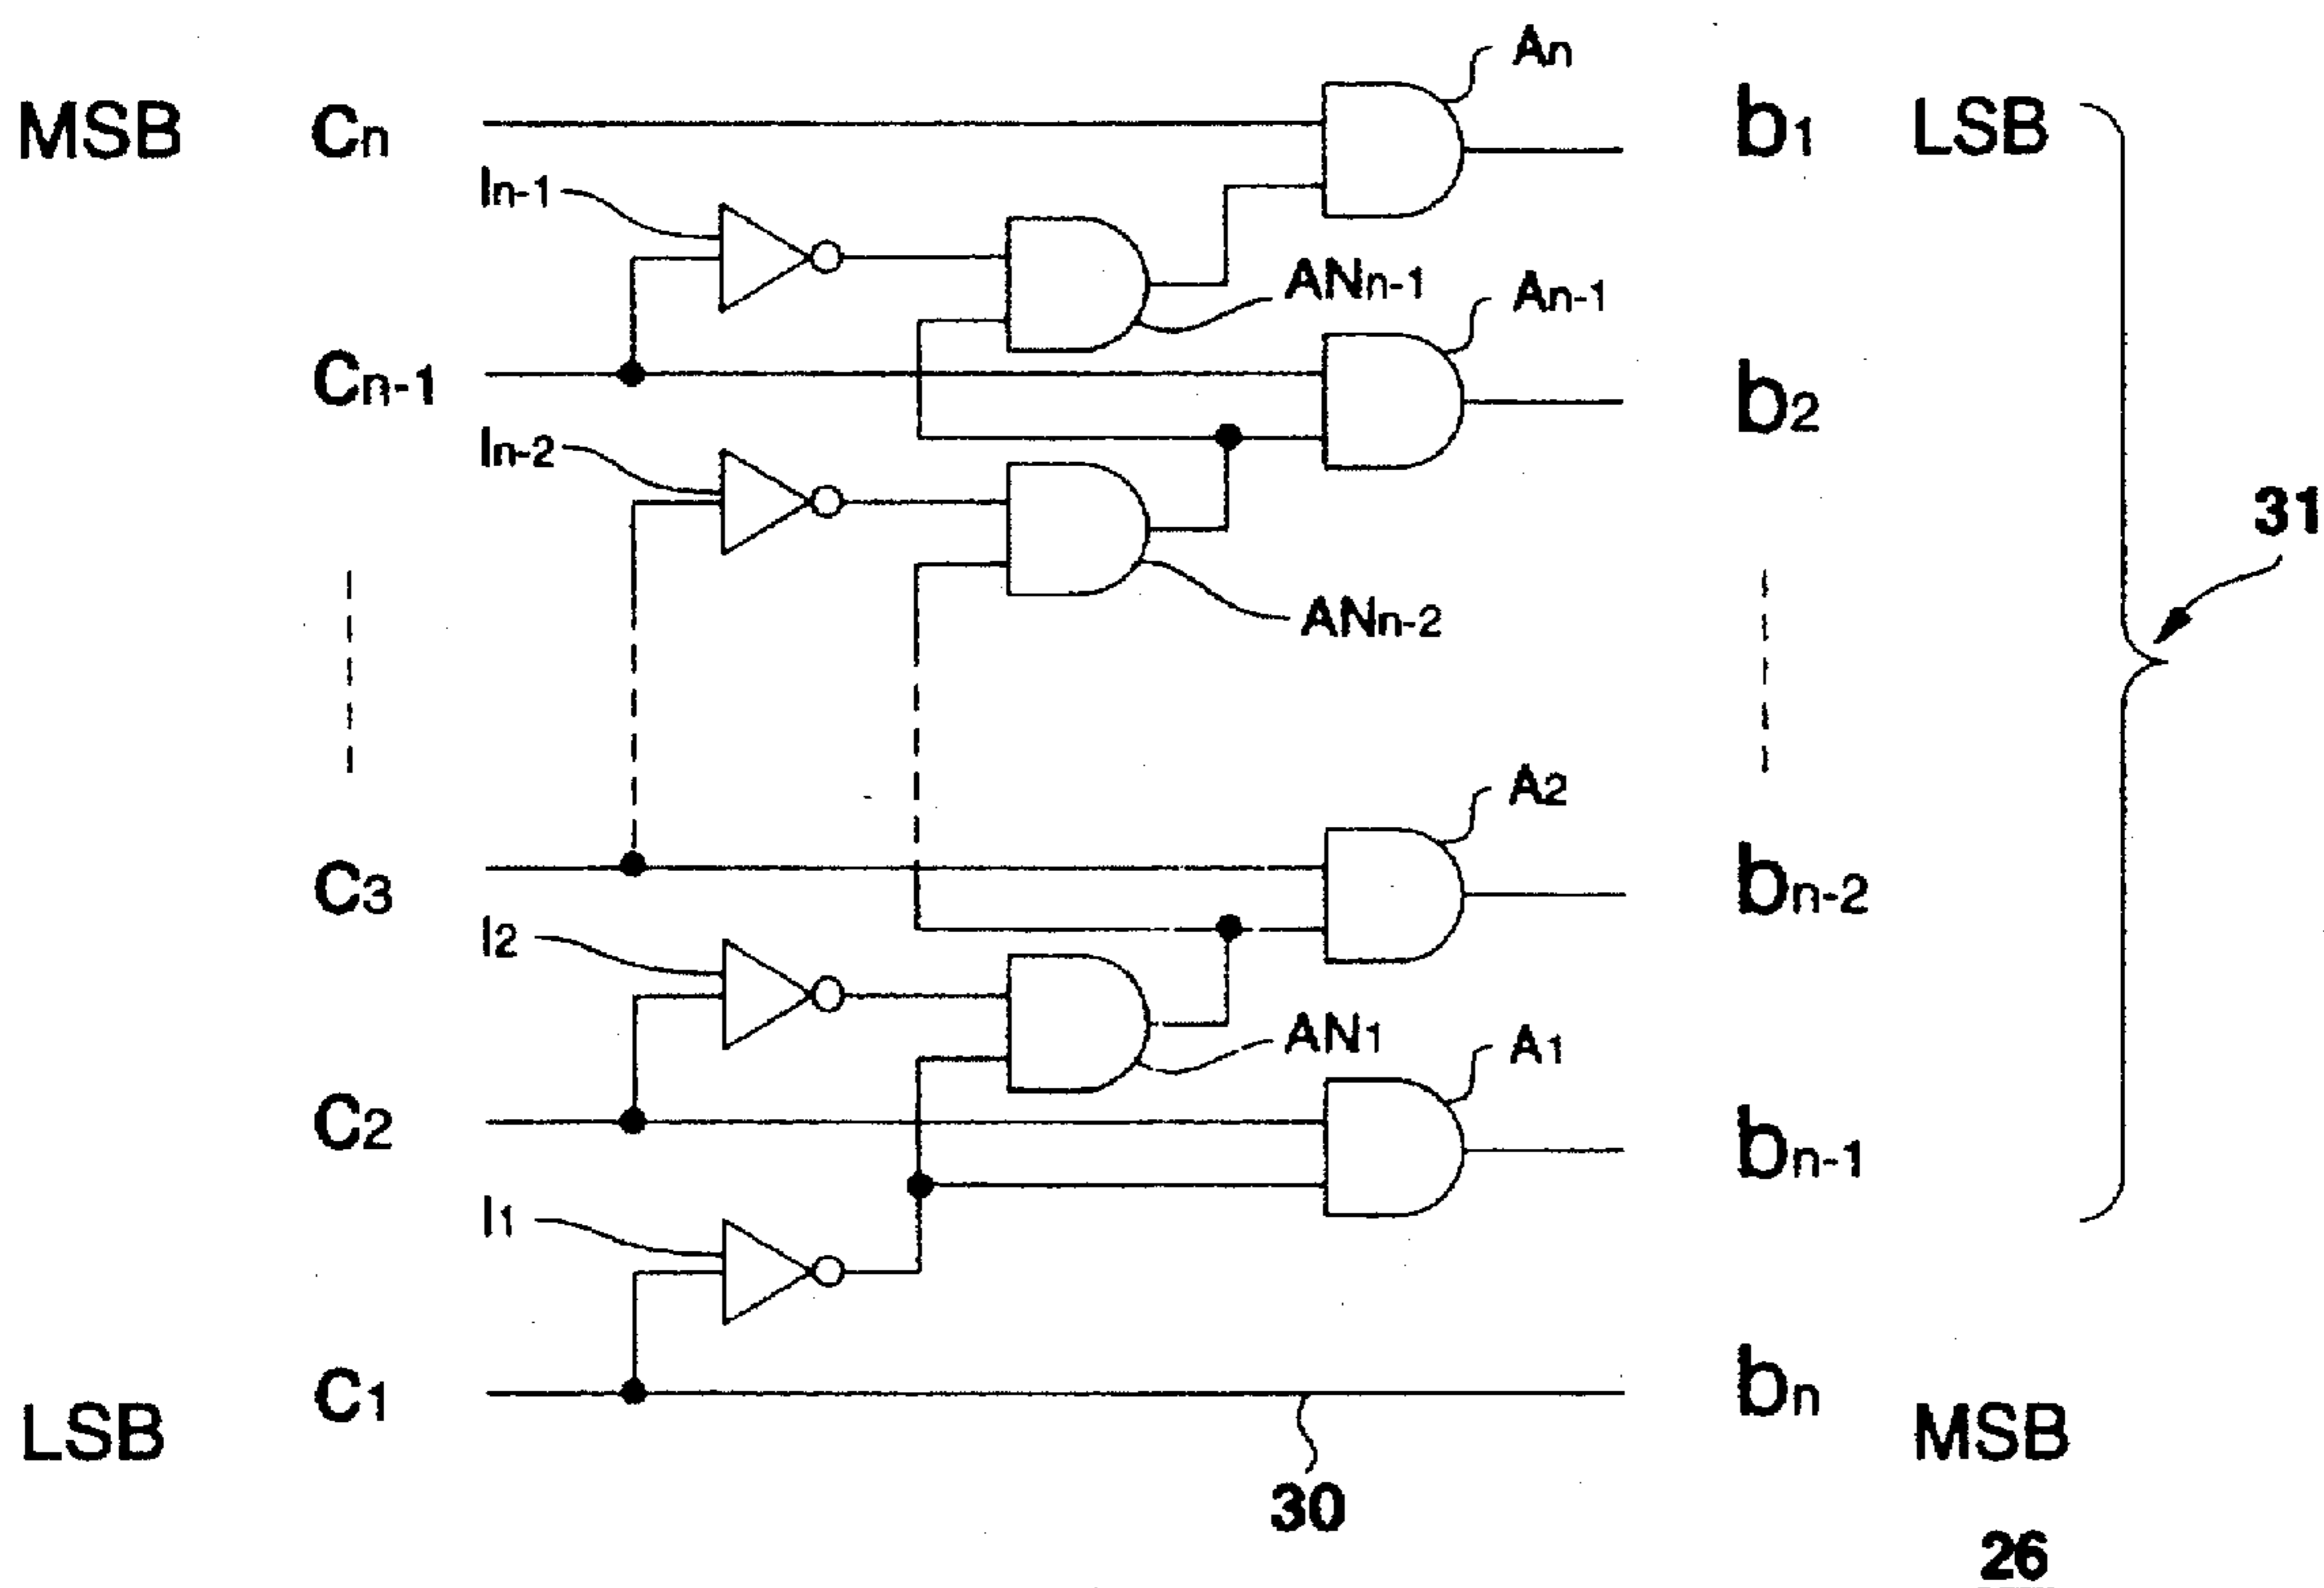 An
MSB Cn b1 LSB
In-1
ANn-1 An-1
Cn-1 b2
In-2
31
ANn-2
A2
C3 bn-2
I2
AN1 A1
C2 bn-1
I1
C1 bn
LSB MSB
30
26